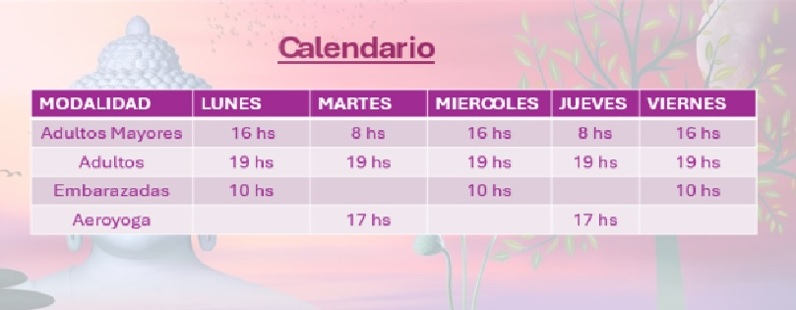 Calendario
MODALIDAD LUNES MARTES MIERCOLES JUEVES VIERNES
Adultos Mayores 16 hs 8 hs 16 hs 8 hs 16 hs
Adultos 19 hs 19 hs 19 hs 19 hs 19 hs
Embarazadas 10 hs 10 hs 10 hs
Aeroyoga 17 hs 17 hs